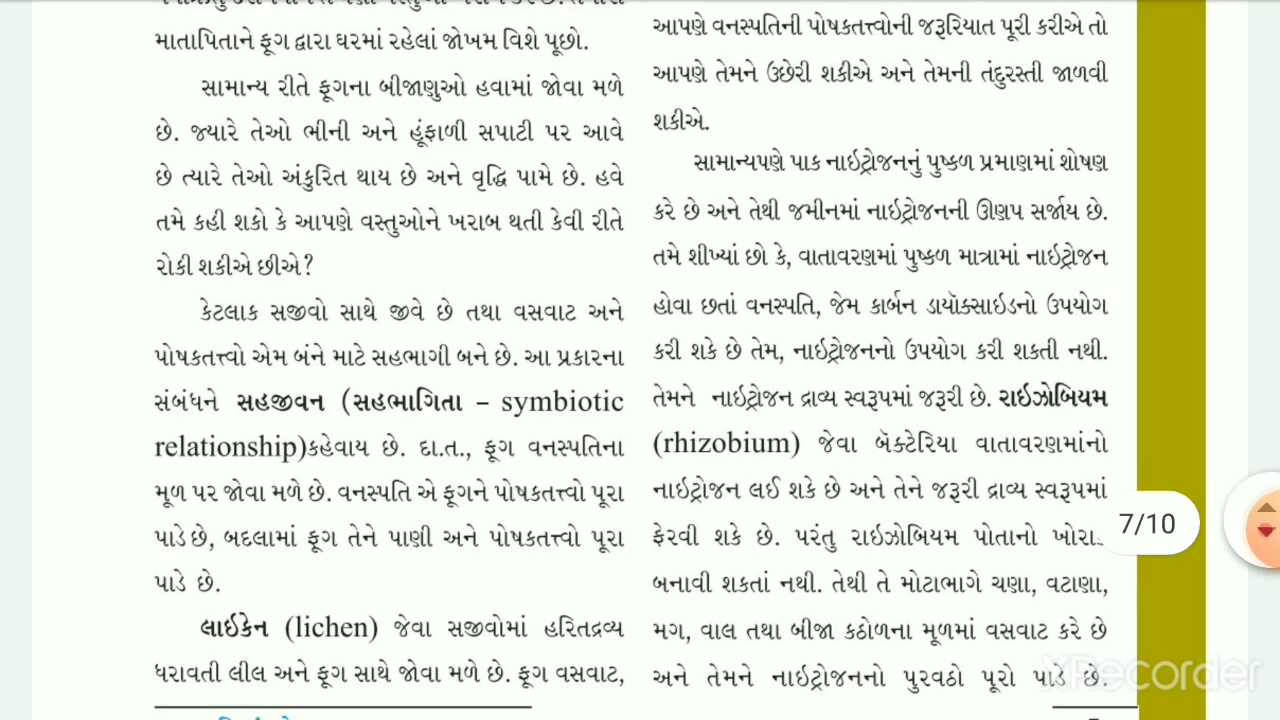 માતાપિતાને ફૂગ દ્વારા ઘરમાં રહેલાં જોખમ વિશે પૂછો.
સામાન્ય રીતે ફૂગના બીજાણુઓ હવામાં જોવા મળે
છે. જ્યારે તેઓ ભીની અને હૂંફાળી સપાટી પર આવે
છે ત્યારે તેઓ અંકુરિત થાય છે અને વૃદ્ધિ પામે છે. હવે
તમે કહી શકો કે આપણે વસ્તુઓને ખરાબ થતી કેવી રીતે
રોકી શકીએ છીએ?
કેટલાક સજીવો સાથે જીવે છે તથા વસવાટ અને
પોષકતત્ત્વો એમ બંને માટે સહભાગી બને છે. આ પ્રકારના
સંબંધને સહજીવન (સહભાગિતા – symbiotic
relationship)કહેવાય છે. દા.ત., ફૂગ વનસ્પતિના
મૂળ પર જોવા મળે છે. વનસ્પતિ એ ફૂગને પોષકતત્ત્વો પૂરા
પાડે છે, બદલામાં ફૂગ તેને પાણી અને પોષકતત્ત્વો પૂરા
પાડે છે.
લાઇકેન (lichen) જેવા સજીવોમાં હરિતદ્રવ્ય
ધરાવતી લીલ અને ફૂગ સાથે જોવા મળે છે. ફૂગ વસવાટ,
આપણે વનસ્પતિની પોષકતત્ત્વોની જરૂરિયાત પૂરી કરીએ તો
આપણે તેમને ઉછેરી શકીએ અને તેમની તંદુરસ્તી જાળવી
શકીએ.
સામાન્યપણે પાક નાઇટ્રોજનનું પુષ્કળ પ્રમાણમાં શોષણ
કરે છે અને તેથી જમીનમાં નાઇટ્રોજનની ઊણપ સર્જાય છે.
તમે શીખ્યાં છો કે, વાતાવરણમાં પુષ્કળ માત્રામાં નાઇટ્રોજન
હોવા છતાં વનસ્પતિ, જેમ કાર્બન ડાયૉક્સાઇડનો ઉપયોગ
કરી શકે છે તેમ, નાઇટ્રોજનનો ઉપયોગ કરી શકતી નથી.
તેમને નાઇટ્રોજન દ્રાવ્ય સ્વરૂપમાં જરૂરી છે. રાઇઝોબિયમ
(rhizobium) જેવા બૅક્ટેરિયા વાતાવરણમાંનો
નાઇટ્રોજન લઈ શકે છે અને તેને જરૂરી દ્રાવ્ય સ્વરૂપમાં
ફેરવી શકે છે. પરંતુ રાઇઝોબિયમ પોતાનો
બનાવી શકતાં નથી. તેથી તે મોટાભાગે ચણા, વટાણા,
મગ, વાલ તથા બીજા કઠોળના મૂળમાં વસવાટ કરે છે
અને તેમને નાઇટ્રોજનનો પુરવઠો પૂરો પાડે છે.
7/10
XRecorder